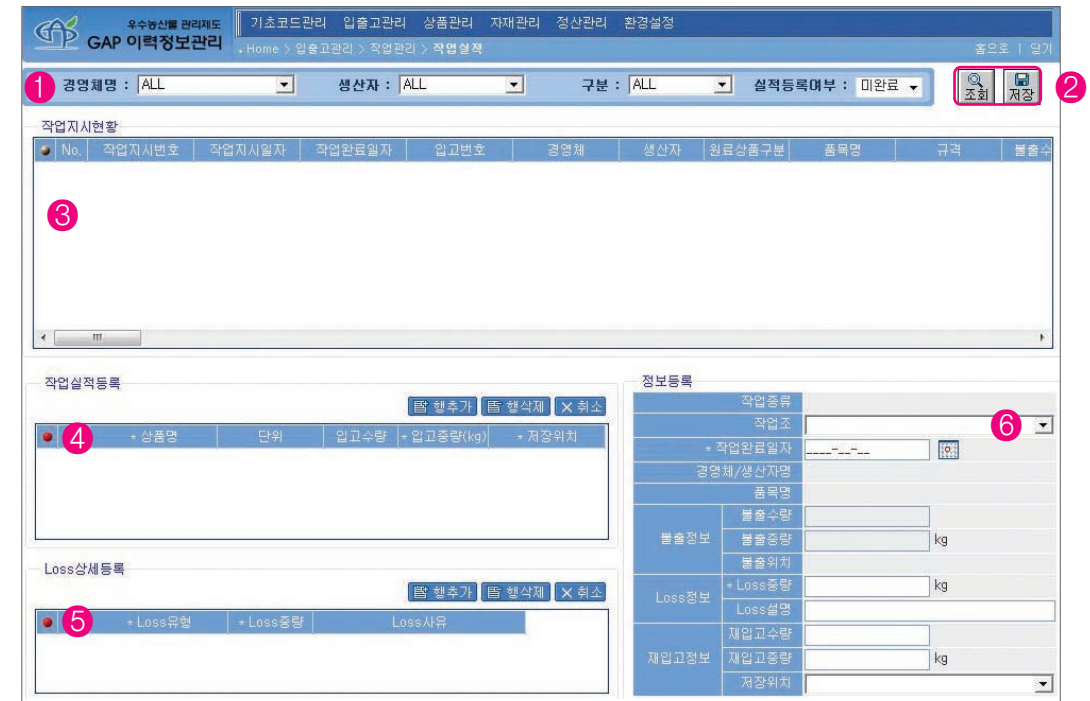 우수농산물 관리제도
GAP 이력정보관리
기초코드관리 입출고관리 상품관리 자재관리 정산관리 환경설정
Home > 입출고관리 > 작업관리 > 작업실적
홈으로 | 닫기
1 경영체명 : ALL 생산자 : ALL 구분 : ALL 실적등록여부 : 미완료 조회 저장 2
작업지시현황
No. 작업지시번호 작업지시일자 작업완료일자 입고번호 경영체 생산자 원료상품구분 품목명 규격 불출수
3
작업실적등록
행추가 행삭제 취소
4 * 상품명 단위 입고수량 * 입고중량(kg) * 저장위치
Loss상세등록
행추가 행삭제 취소
5 * Loss유형 * Loss중량 Loss사유
정보등록
작업종류
작업조 6
* 작업완료일자 ____-__-__
경영체/생산자명
품목명
불출정보
불출수량
불출중량 kg
불출위치
Loss정보
* Loss중량 kg
Loss설명
재입고정보
재입고수량
재입고중량 kg
저장위치